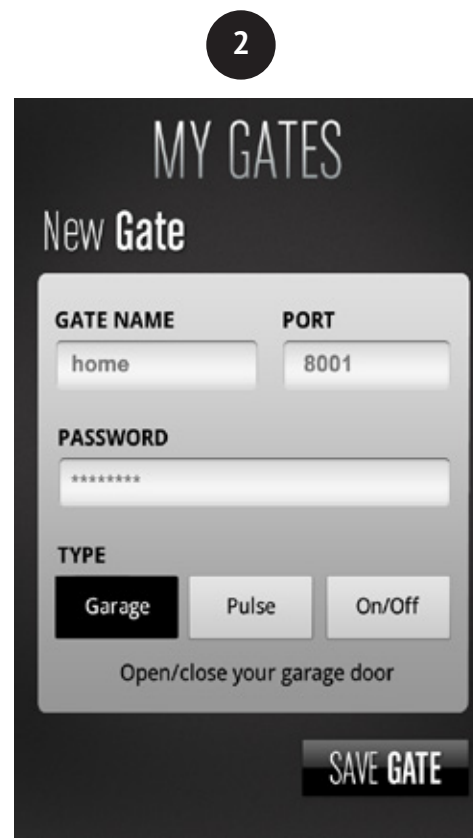 2
MY GATES
New Gate
GATE NAME PORT
home 8001
PASSWORD
********
TYPE
Garage Pulse On/Off
Open/close your garage door
SAVE GATE